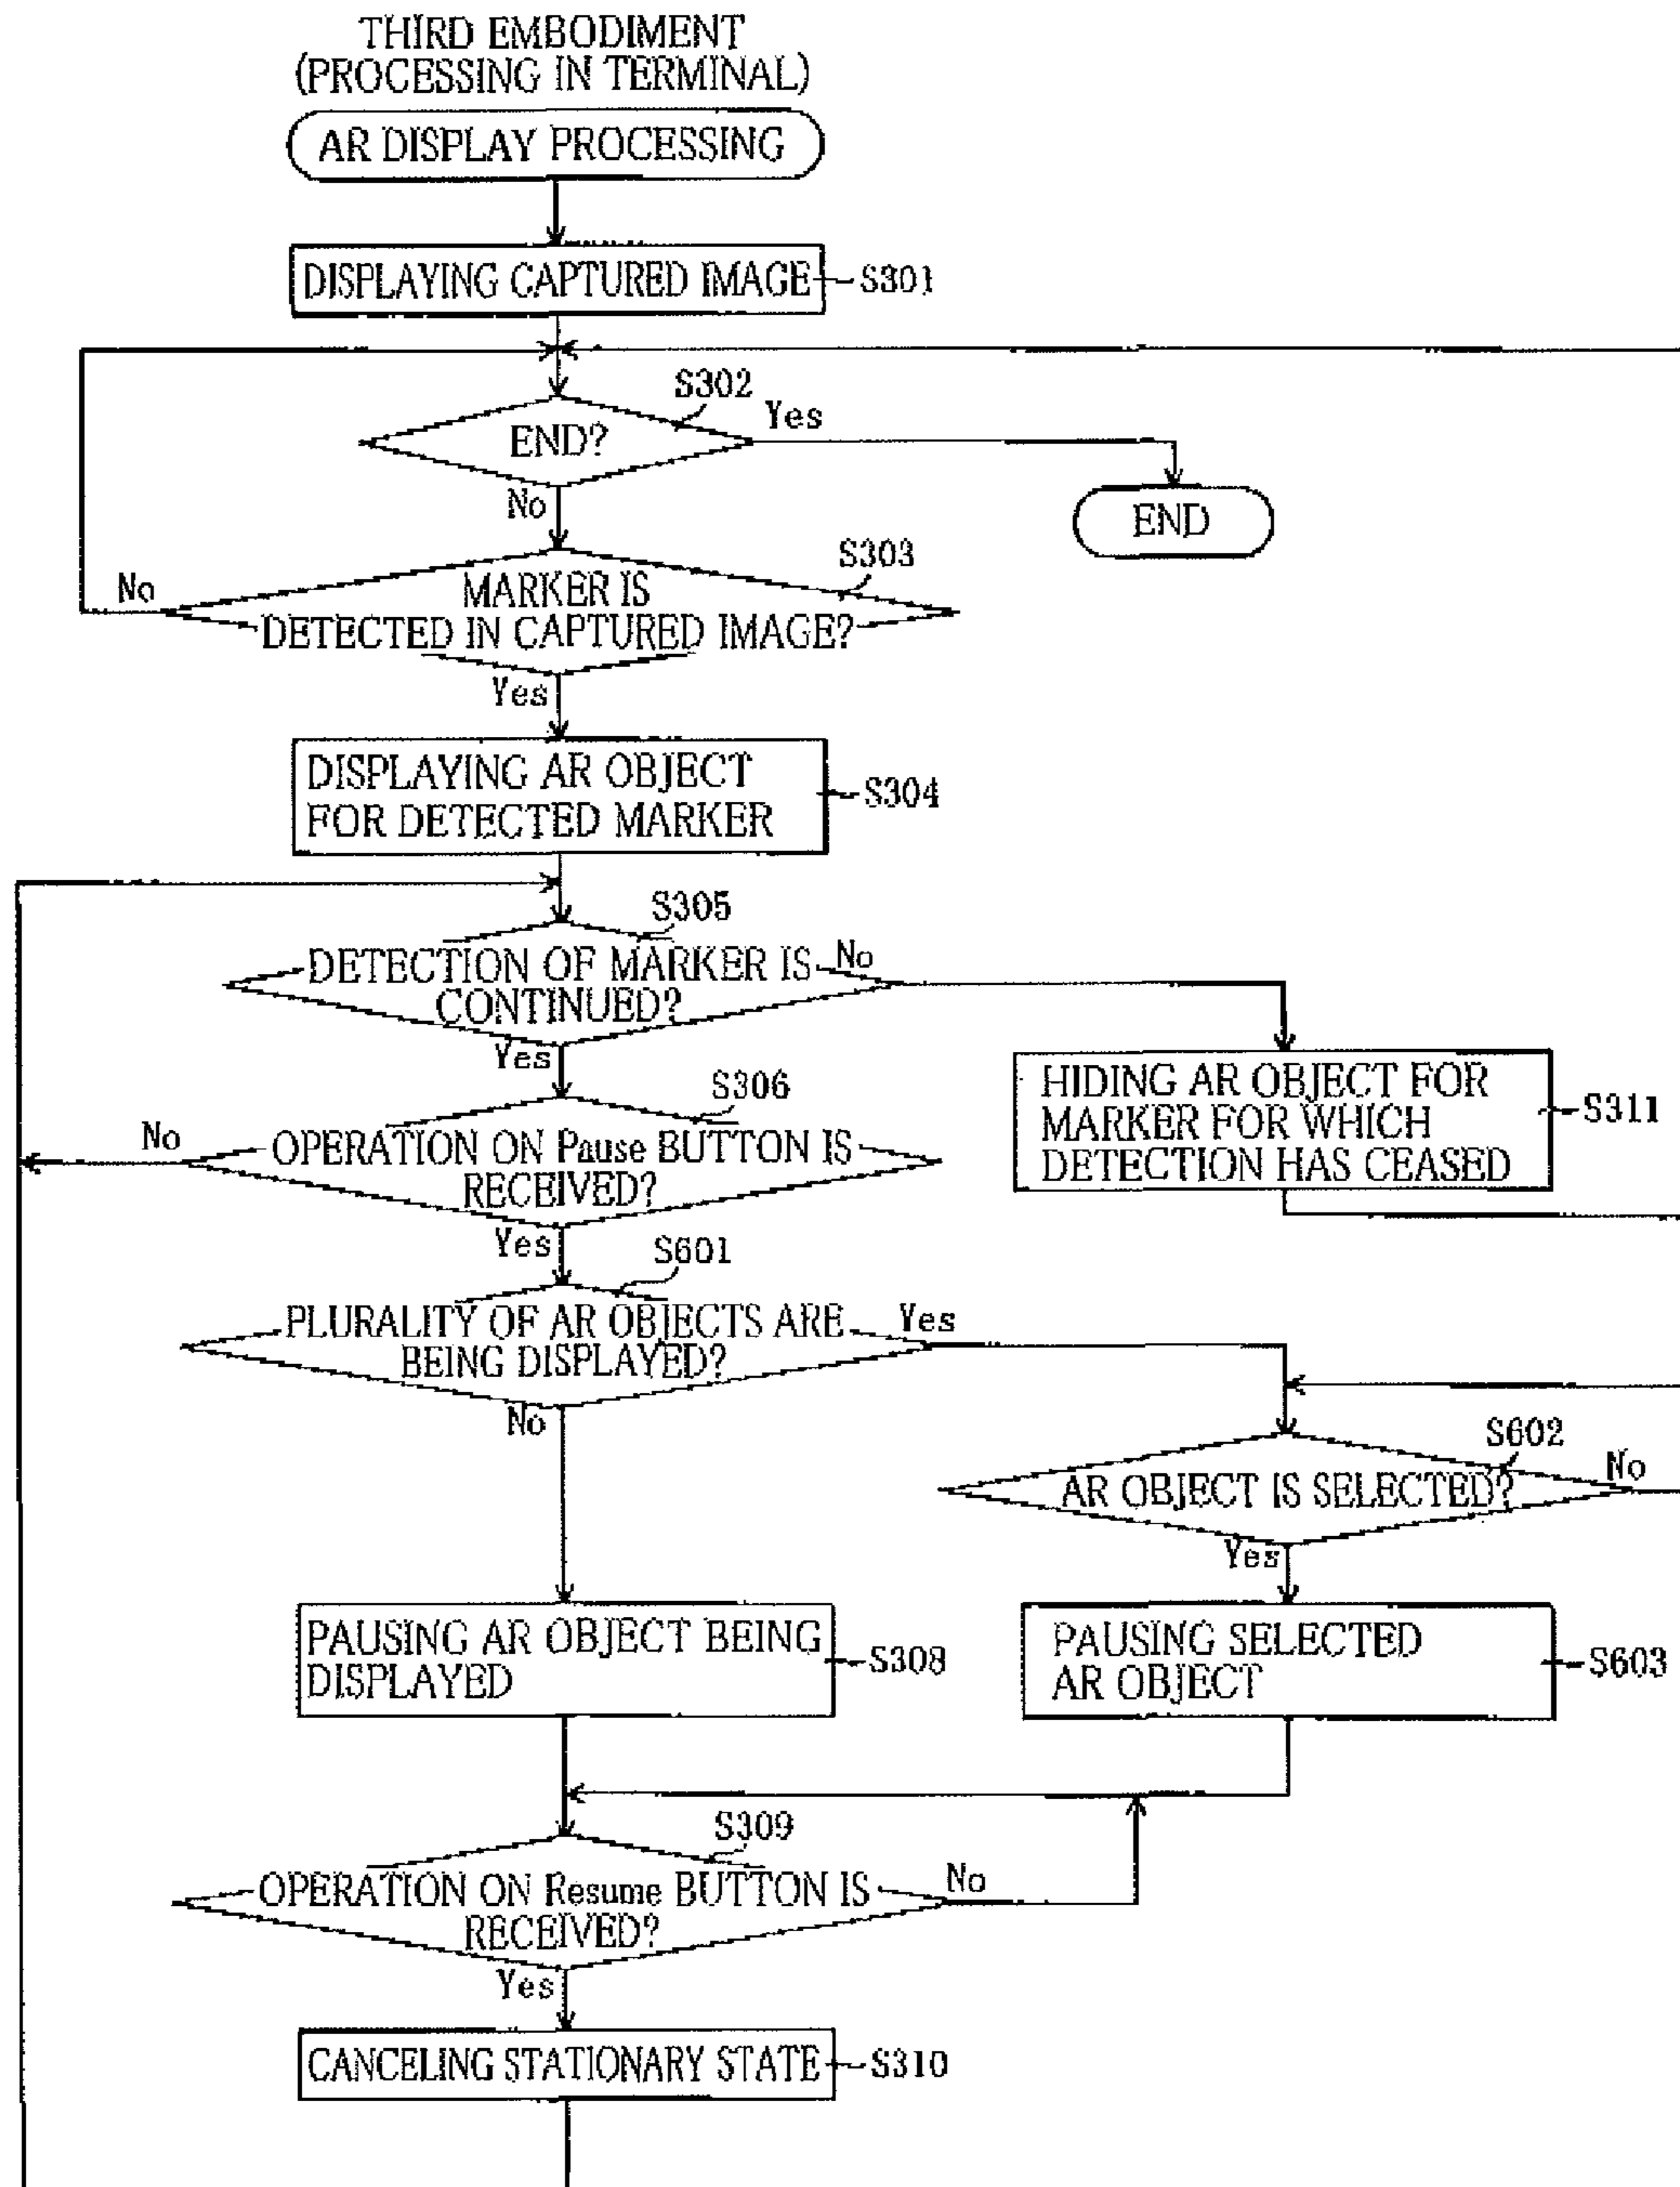 THIRD EMBODIMENT
(PROCESSING IN TERMINAL)
AR DISPLAY PROCESSING
DISPLAYING CAPTURED IMAGE
S301
S302
END?
Yes
No
END
S303
MARKER IS
DETECTED IN CAPTURED IMAGE?
No
Yes
DISPLAYING AR OBJECT
FOR DETECTED MARKER
S304
S305
DETECTION OF MARKER IS
CONTINUED?
No
Yes
HIDING AR OBJECT FOR
MARKER FOR WHICH
DETECTION HAS CEASED
S311
S306
OPERATION ON Pause BUTTON IS
RECEIVED?
No
Yes
S601
PLURALITY OF AR OBJECTS ARE
BEING DISPLAYED?
Yes
No
S602
AR OBJECT IS SELECTED?
No
Yes
PAUSING AR OBJECT BEING
DISPLAYED
S308
PAUSING SELECTED
AR OBJECT
S603
S309
OPERATION ON Resume BUTTON IS
RECEIVED?
No
Yes
CANCELING STATIONARY STATE
S310